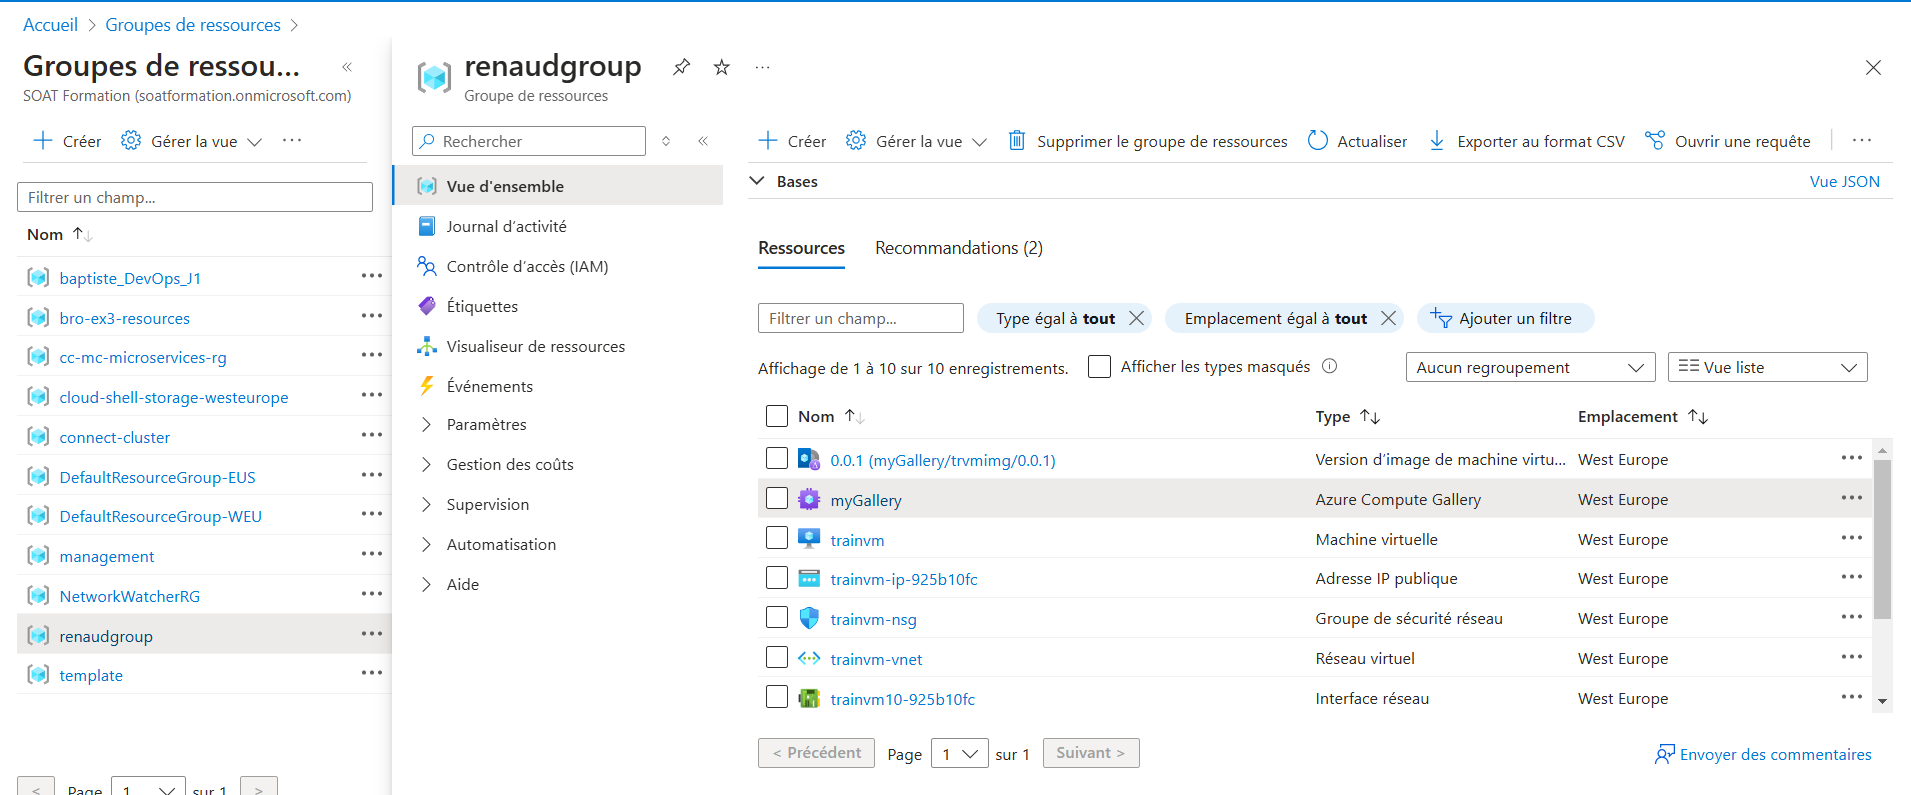 Accueil > Groupes de ressources >
Groupes de ressou... «
SOAT Formation (soatformation.onmicrosoft.com)
Créer Gérer la vue ...
Filtrer un champ...
Nom ↑↓
baptiste_DevOps_J1 ...
bro-ex3-resources ...
cc-mc-microservices-rg ...
cloud-shell-storage-westeurope ...
connect-cluster ...
DefaultResourceGroup-EUS ...
DefaultResourceGroup-WEU ...
management ...
NetworkWatcherRG ...
renaudgroup ...
template ...
< Page 1 sur 1 >
renaudgroup ...
Groupe de ressources
Rechercher «
Vue d'ensemble
Journal d'activité
Contrôle d'accès (IAM)
Étiquettes
Visualiseur de ressources
Événements
Paramètres
Gestion des coûts
Supervision
Automatisation
Aide
Créer Gérer la vue Supprimer le groupe de ressources Actualiser Exporter au format CSV Ouvrir une requête ...
Bases Vue JSON
Ressources Recommandations (2)
Filtrer un champ... Type égal à tout Emplacement égal à tout Ajouter un filtre
Affichage de 1 à 10 sur 10 enregistrements. Afficher les types masqués Aucun regroupement Vue liste
Nom ↑↓ Type ↑↓ Emplacement ↑↓
0.0.1 (myGallery/trvmimg/0.0.1) Version d'image de machine virtu... West Europe ...
myGallery Azure Compute Gallery West Europe ...
trainvm Machine virtuelle West Europe ...
trainvm-ip-925b10fc Adresse IP publique West Europe ...
trainvm-nsg Groupe de sécurité réseau West Europe ...
trainvm-vnet Réseau virtuel West Europe ...
trainvm10-925b10fc Interface réseau West Europe ...
< Précédent Page 1 sur 1 Suivant > Envoyer des commentaires